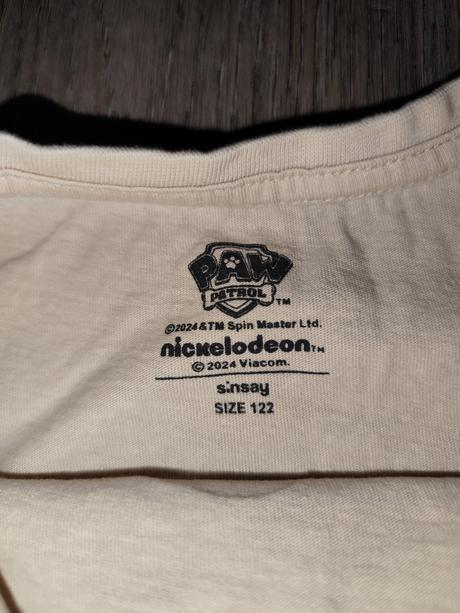 PAW
PATROL TM
©2024 &TM Spin Master Ltd.
nickelodeon TM
© 2024 Viacom.
sinsay
SIZE 122